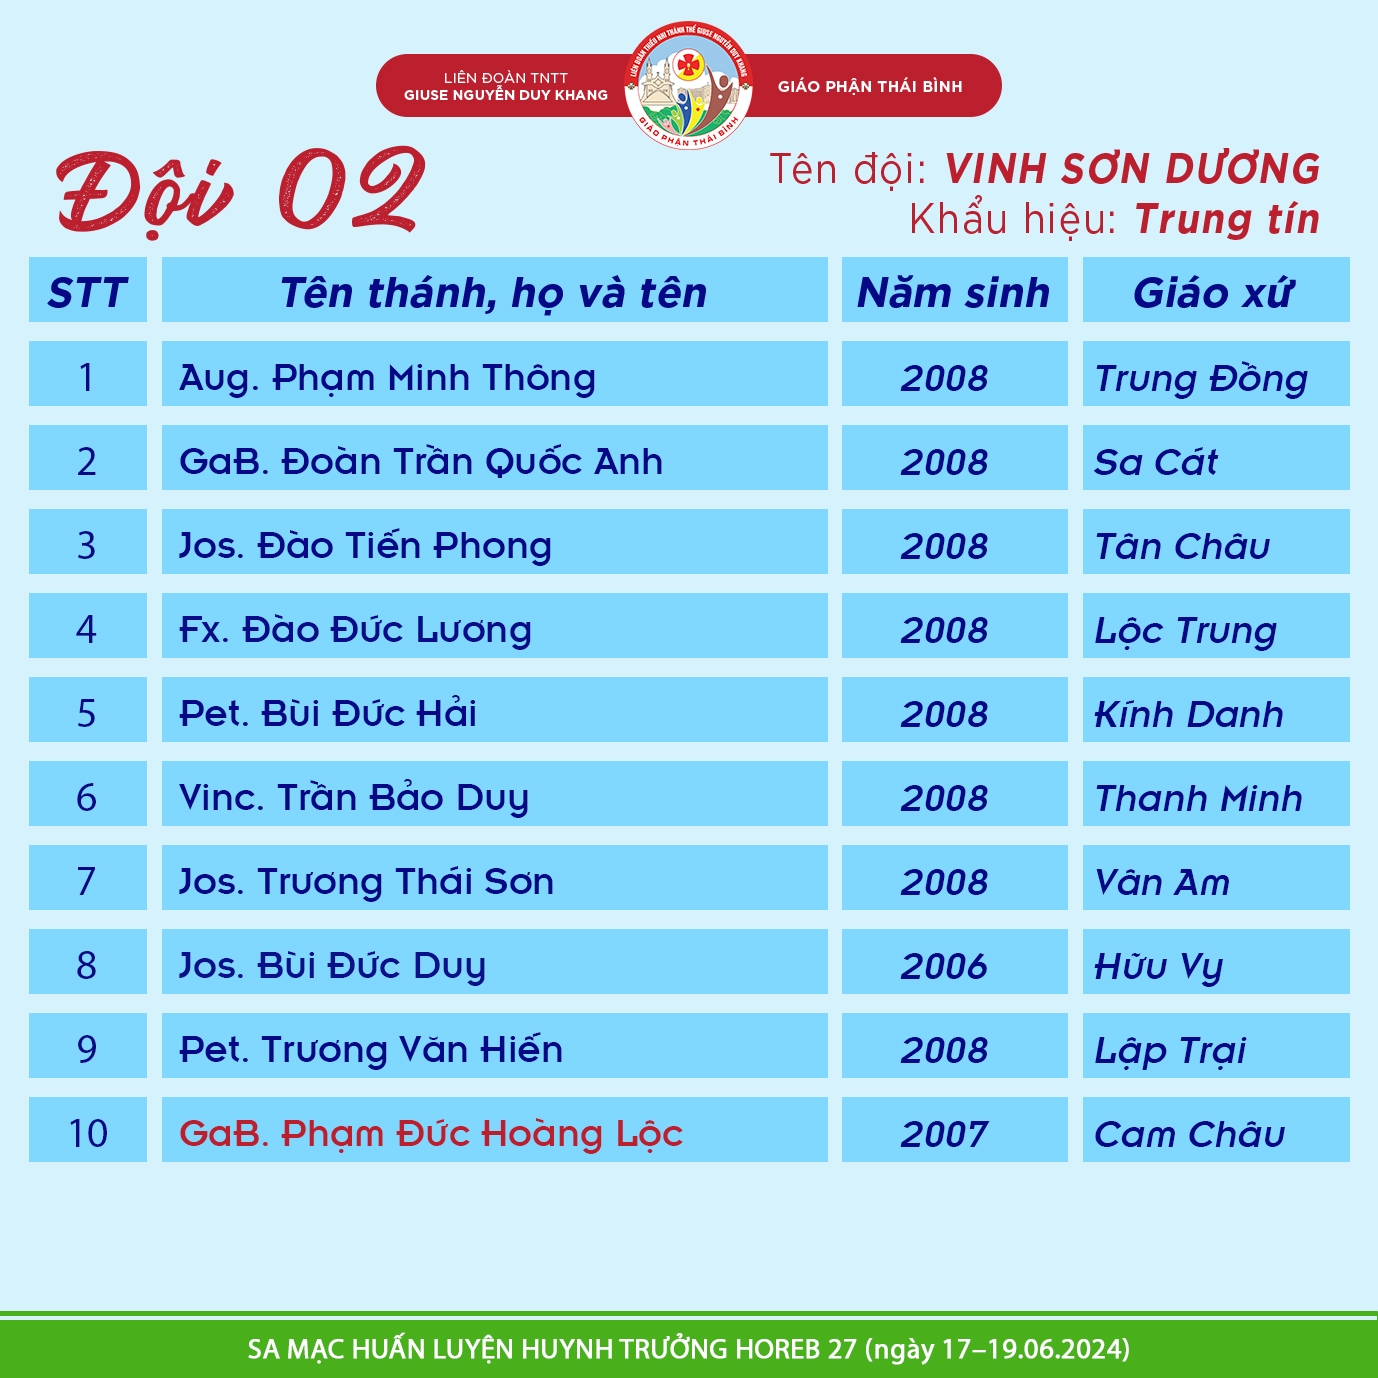 LIÊN ĐOÀN TNTT
GIUSE NGUYỄN DUY KHANG
LIÊN ĐOÀN THIẾU NHI THÁNH THỂ GIUSE NGUYỄN DUY KHANG
GIÁO PHẬN THÁI BÌNH
GIÁO PHẬN THÁI BÌNH
Đội 02
Tên đội: VINH SƠN DƯƠNG
Khẩu hiệu: Trung tín
STT Tên thánh, họ và tên Năm sinh Giáo xứ
1 Aug. Phạm Minh Thông 2008 Trung Đồng
2 GaB. Đoàn Trần Quốc Anh 2008 Sa Cát
3 Jos. Đào Tiến Phong 2008 Tân Châu
4 Fx. Đào Đức Lương 2008 Lộc Trung
5 Pet. Bùi Đức Hải 2008 Kính Danh
6 Vinc. Trần Bảo Duy 2008 Thanh Minh
7 Jos. Trương Thái Sơn 2008 Vân Am
8 Jos. Bùi Đức Duy 2006 Hữu Vy
9 Pet. Trương Văn Hiến 2008 Lập Trại
10 GaB. Phạm Đức Hoàng Lộc 2007 Cam Châu
SA MẠC HUẤN LUYỆN HUYNH TRƯỞNG HOREB 27 (ngày 17–19.06.2024)